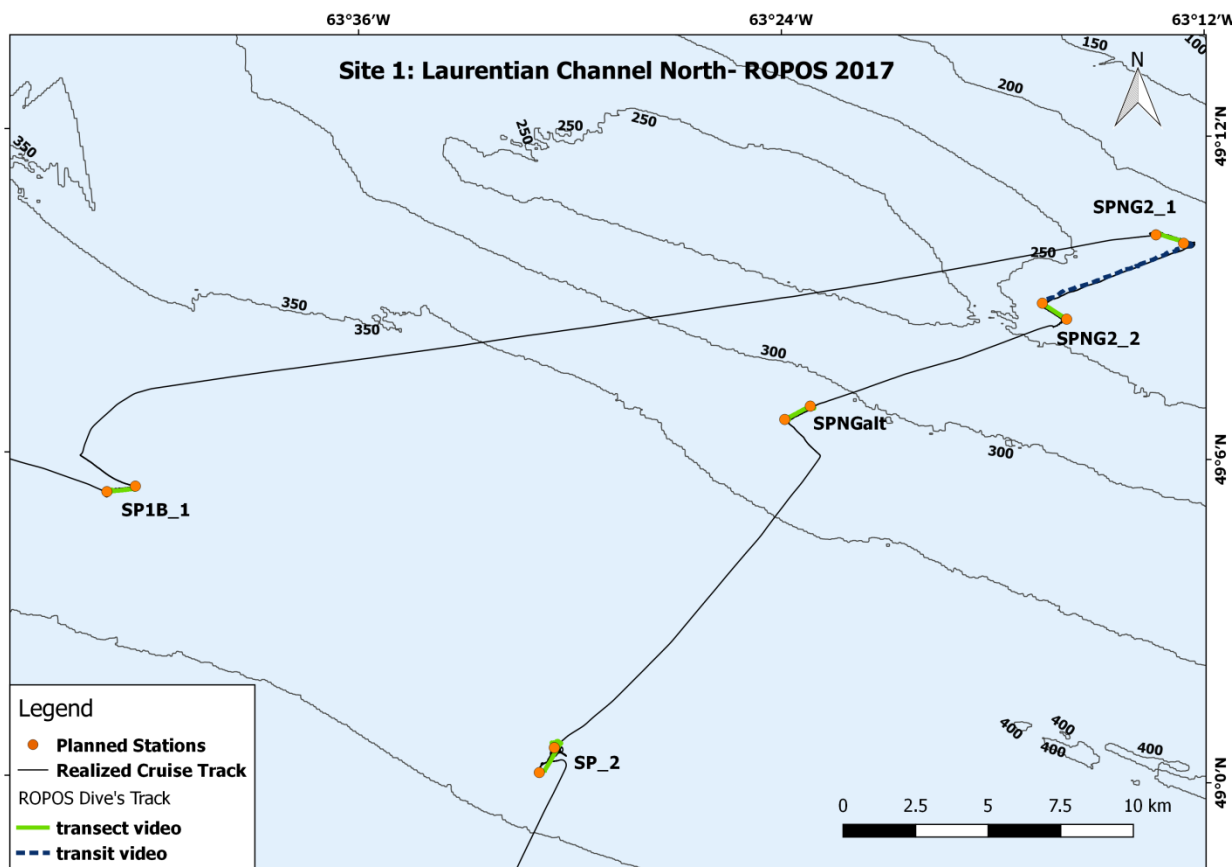 63°36'W
63°24'W
63°12'W
Site 1: Laurentian Channel North- ROPOS 2017
N
150
100
200
250
250
250
350
49°12'N
SPNG2_1
250
350
350
SPNG2_2
300
SPNGalt
300
49°6'N
SP1B_1
400
400
400
400
SP_2
49°0'N
Legend
Planned Stations
Realized Cruise Track
ROPOS Dive's Track
transect video
transit video
0 2.5 5 7.5 10 km